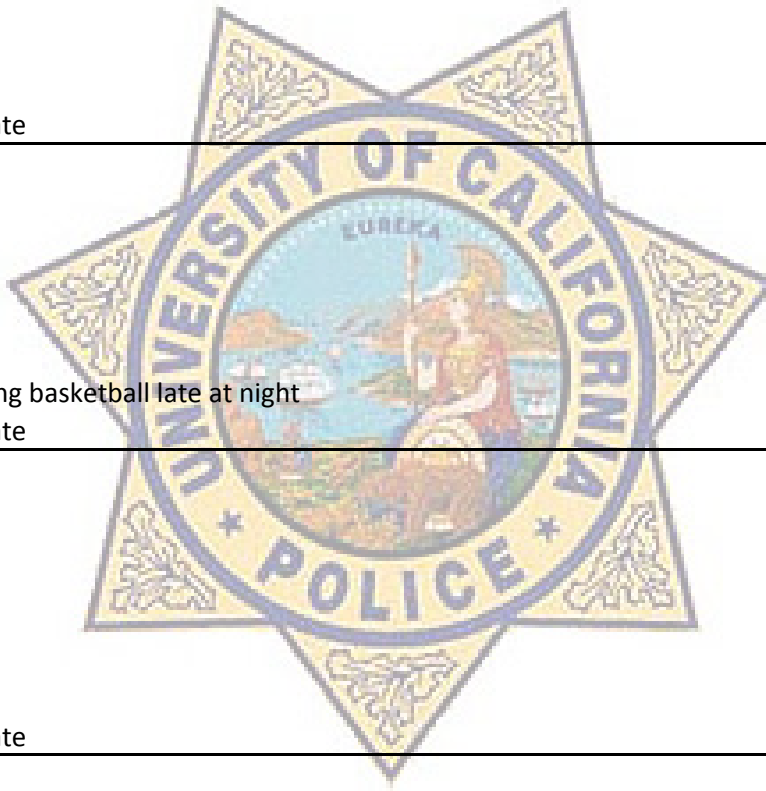 te
UNIVERSITY OF CALIFORNIA
EUREKA
ng basketball late at night
te
POLICE
te